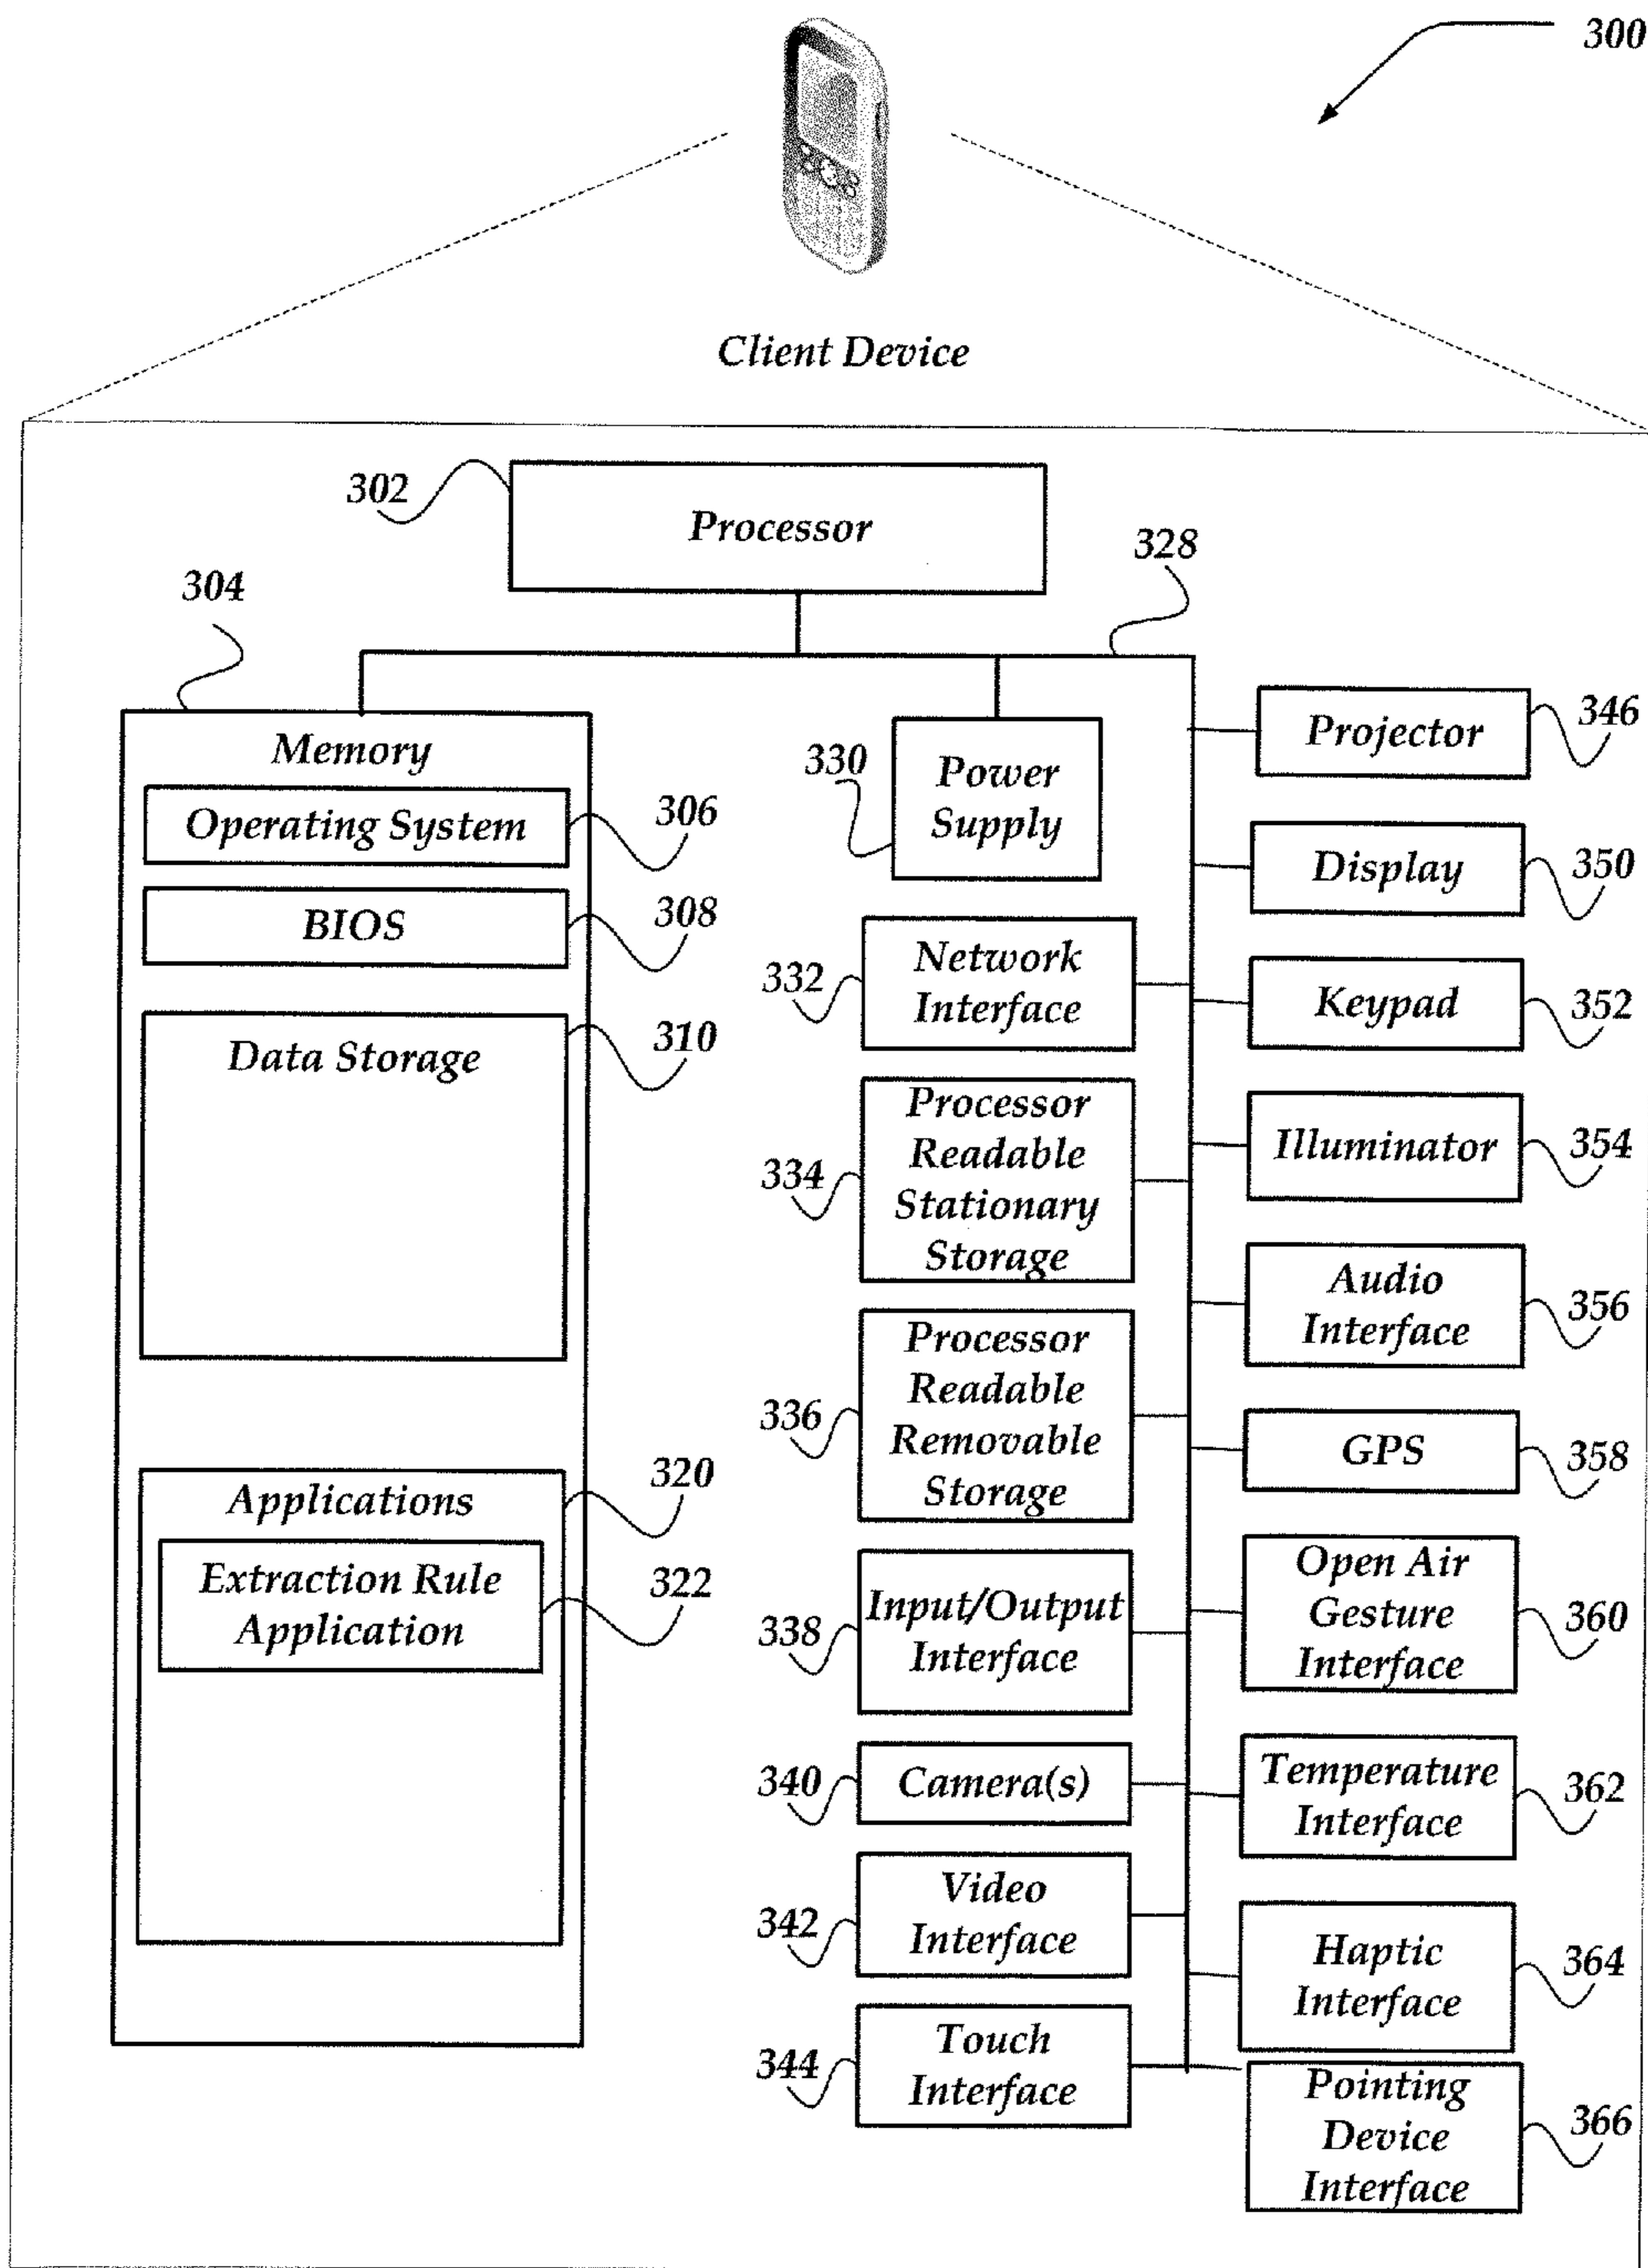 300
Client Device
302
Processor
328
304
Memory
Operating System
306
BIOS
308
Data Storage
310
Applications
320
Extraction Rule
Application
322
330
Power
Supply
332
Network
Interface
334
Processor
Readable
Stationary
Storage
336
Processor
Readable
Removable
Storage
338
Input/Output
Interface
340
Camera(s)
342
Video
Interface
344
Touch
Interface
Projector
346
Display
350
Keypad
352
Illuminator
354
Audio
Interface
356
GPS
358
Open Air
Gesture
Interface
360
Temperature
Interface
362
Haptic
Interface
364
Pointing
Device
Interface
366